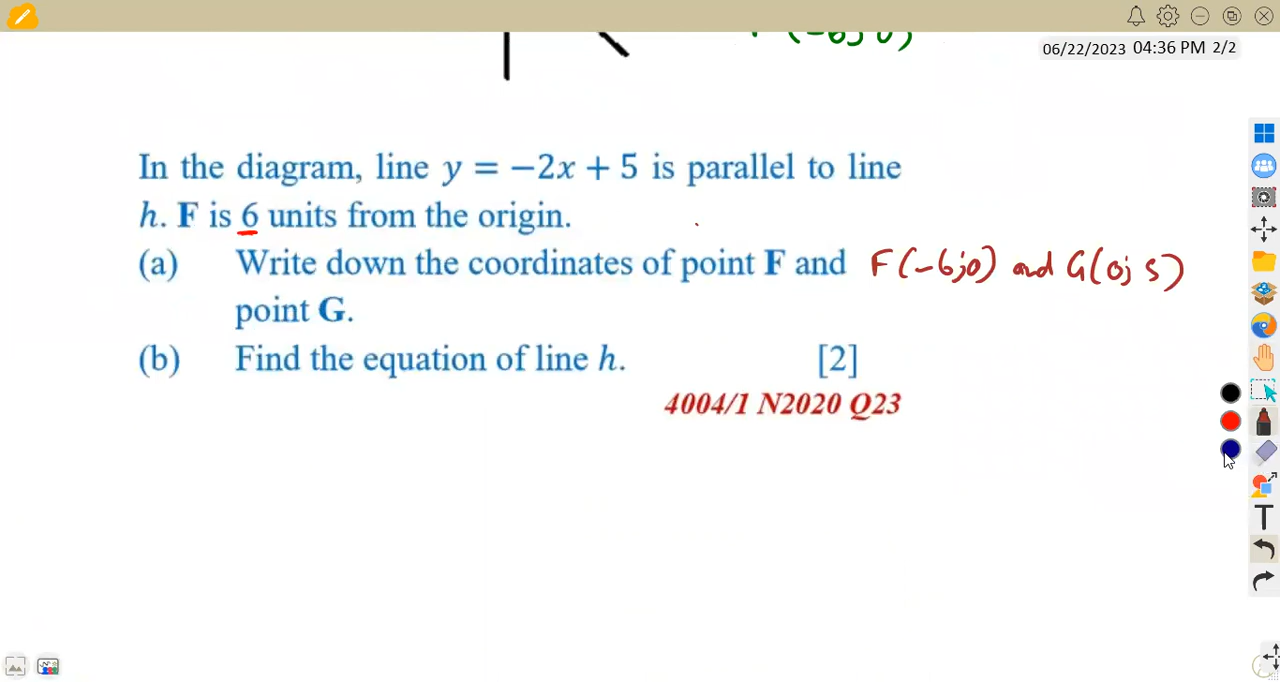 F(-6;0)
06/22/2023 04:36 PM 2/2
In the diagram, line y = −2x + 5 is parallel to line
h. F is 6 units from the origin.
(a) Write down the coordinates of point F and F(-6;0) and G(0; 5)
point G.
(b) Find the equation of line h. [2]
4004/1 N2020 Q23
T